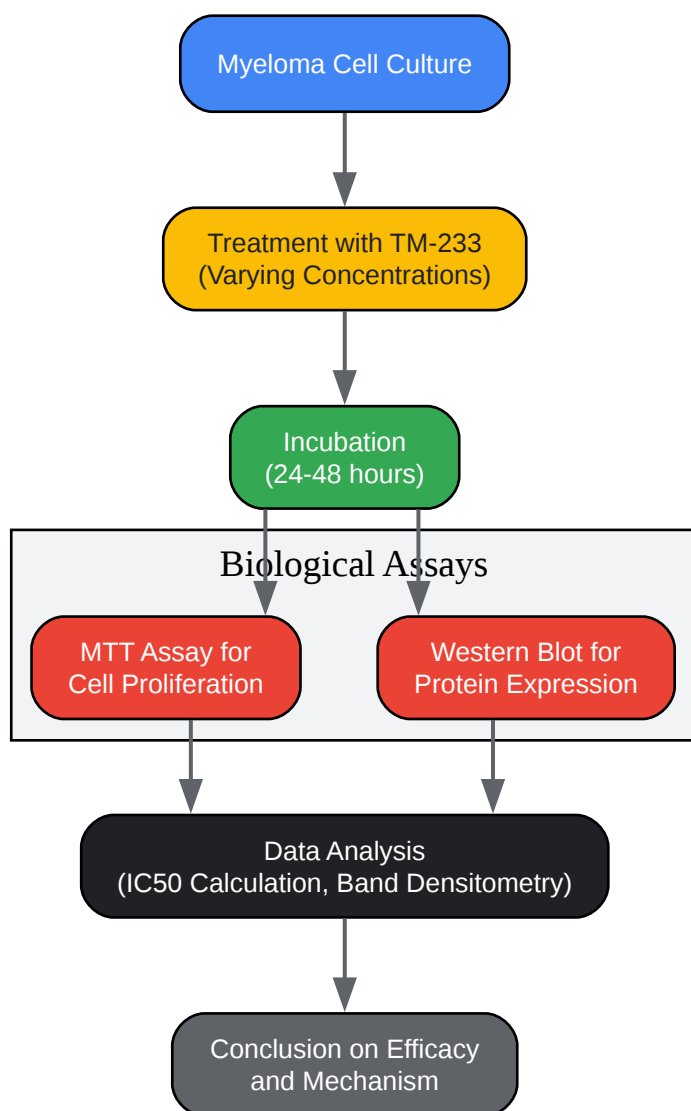 Myeloma Cell Culture
Treatment with TM-233
(Varying Concentrations)
Incubation
(24-48 hours)
Biological Assays
MTT Assay for
Cell Proliferation
Western Blot for
Protein Expression
Data Analysis
(IC50 Calculation, Band Densitometry)
Conclusion on Efficacy
and Mechanism